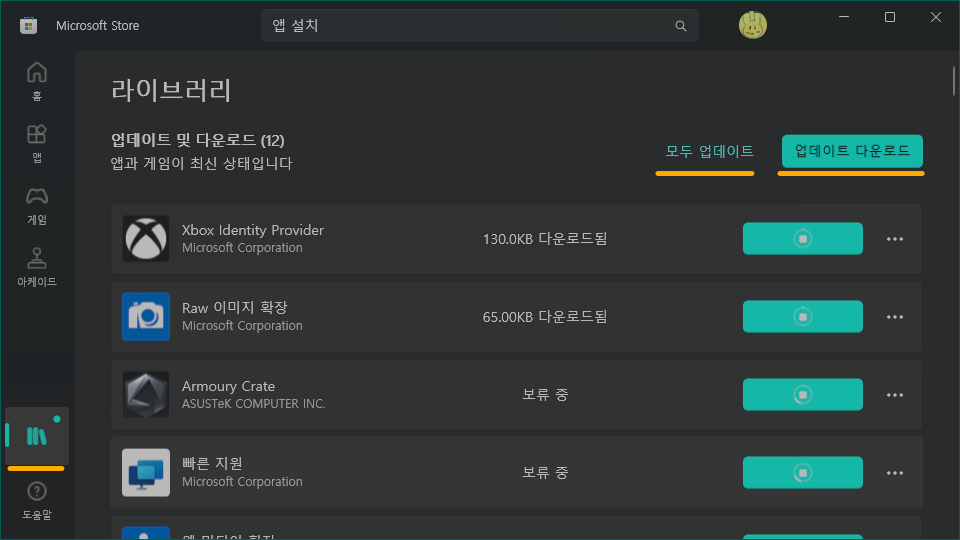 Microsoft Store
앱 설치
홈
앱
게임
아케이드
도움말
라이브러리
업데이트 및 다운로드 (12)
앱과 게임이 최신 상태입니다
모두 업데이트
업데이트 다운로드
Xbox Identity Provider
Microsoft Corporation
130.0KB 다운로드됨
Raw 이미지 확장
Microsoft Corporation
65.00KB 다운로드됨
Armoury Crate
ASUSTeK COMPUTER INC.
보류 중
빠른 지원
Microsoft Corporation
보류 중